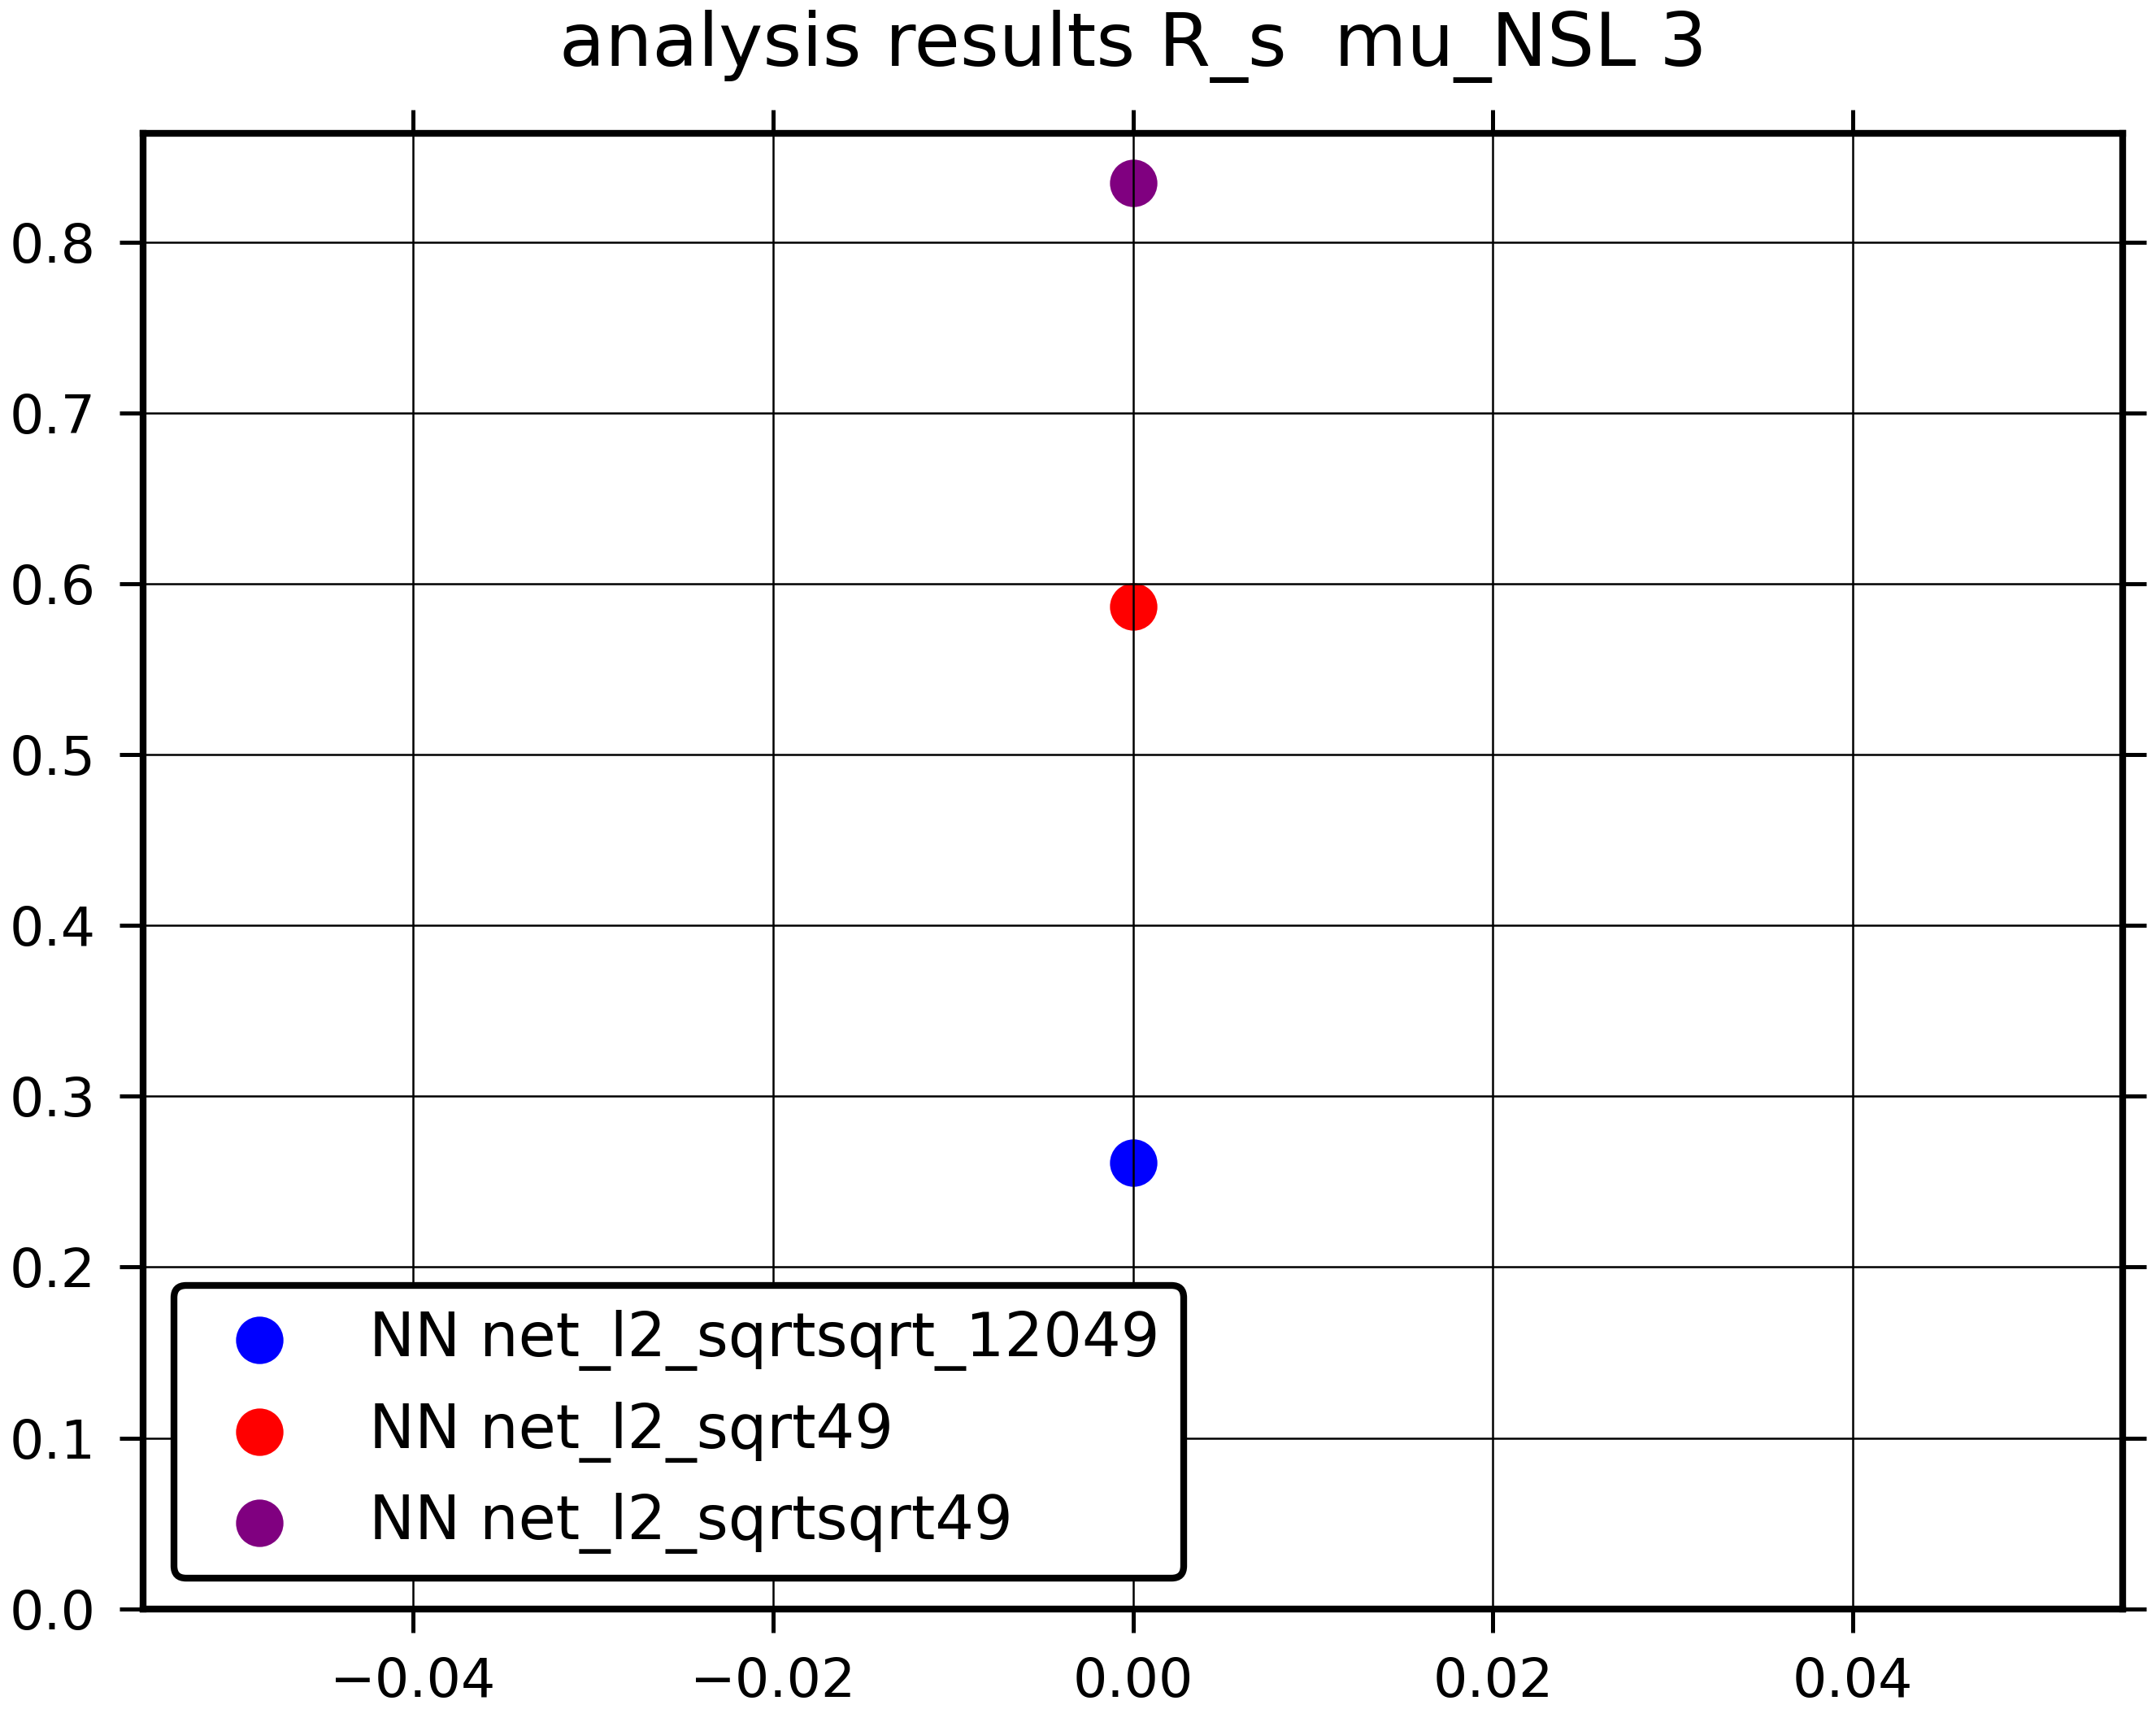 analysis results R_s  mu_NSL 3
0.8
0.7
0.6
0.5
0.4
0.3
0.2
0.1
0.0
NN net_l2_sqrtsqrt_12049
NN net_l2_sqrt49
NN net_l2_sqrtsqrt49
−0.04 −0.02 0.00 0.02 0.04